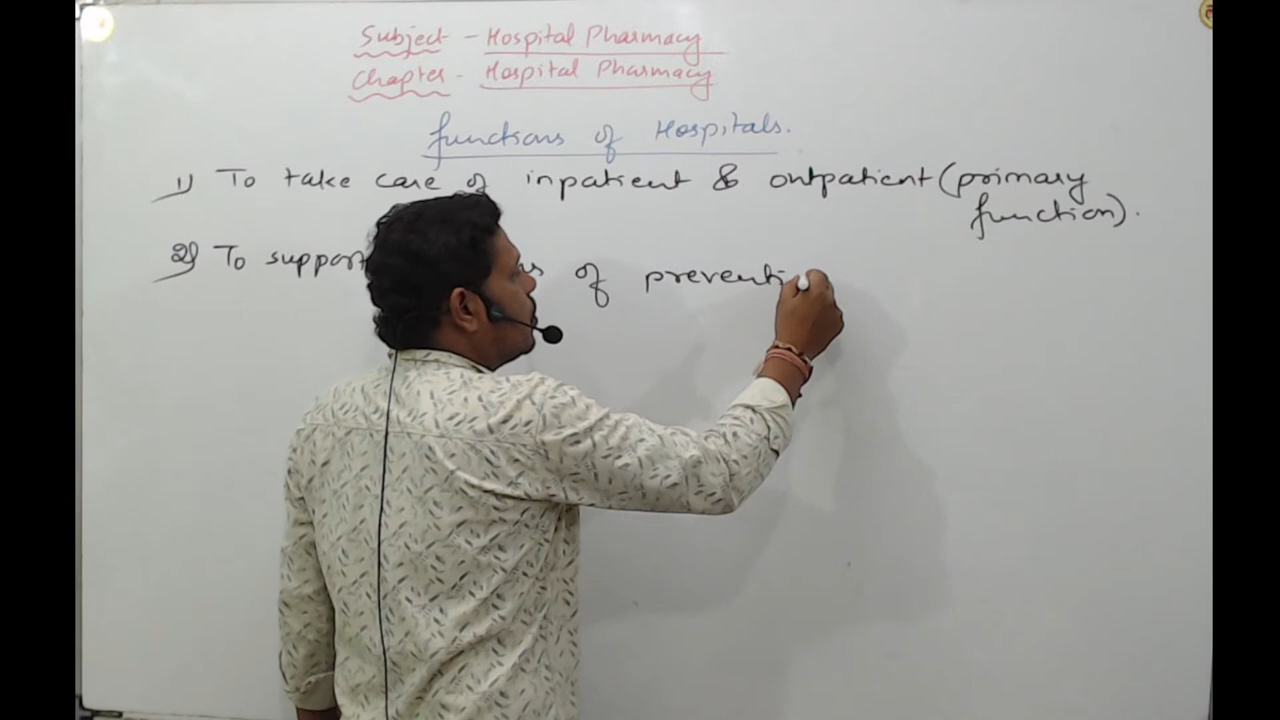 Subject - Hospital Pharmacy
Chapter - Hospital Pharmacy
Functions of Hospitals.
1) To take care of inpatient & outpatient (primary
function).
2) To support of preventi